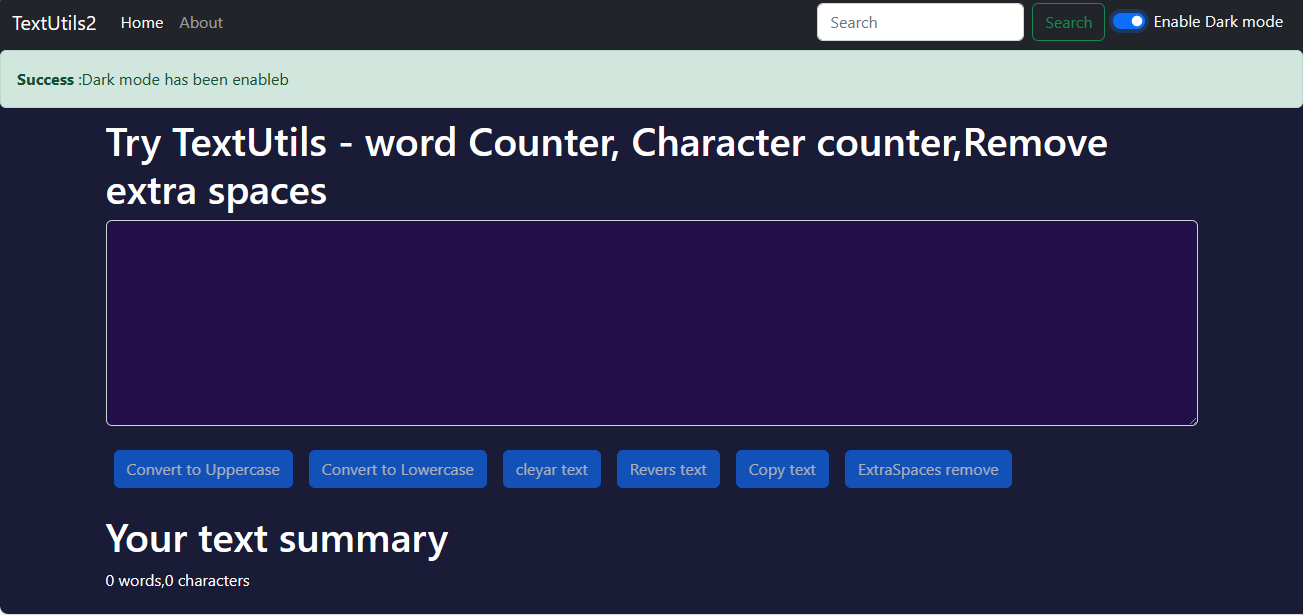 TextUtils2 Home About Search Search Enable Dark mode
Success :Dark mode has been enableb
Try TextUtils - word Counter, Character counter,Remove
extra spaces
Convert to Uppercase Convert to Lowercase cleyar text Revers text Copy text ExtraSpaces remove
Your text summary
0 words,0 characters